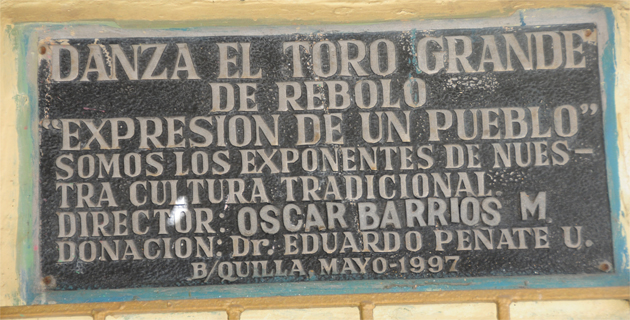 DANZA EL TORO GRANDE
DE REBOLO
"EXPRESION DE UN PUEBLO"
SOMOS LOS EXPONENTES DE NUES-
TRA CULTURA TRADICIONAL.
DIRECTOR: OSCAR BARRIOS M.
DONACION: Dr. EDUARDO PEÑATE U.
B/QUILLA, MAYO-1997